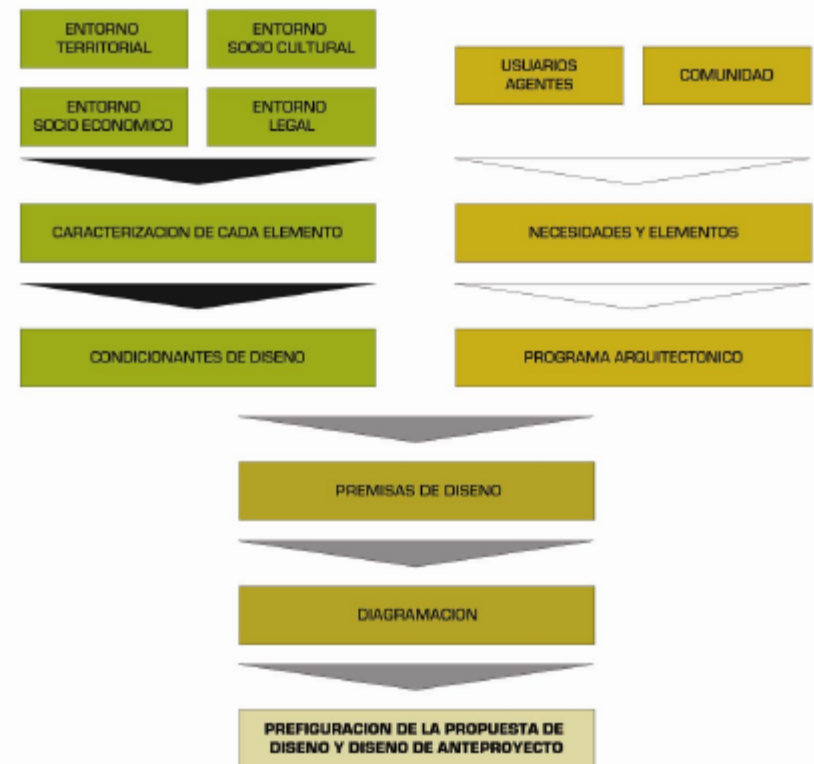 ENTORNO
TERRITORIAL
ENTORNO
SOCIO CULTURAL
ENTORNO
SOCIO ECONOMICO
ENTORNO
LEGAL
USUARIOS
AGENTES
COMUNIDAD
CARACTERIZACION DE CADA ELEMENTO
NECESIDADES Y ELEMENTOS
CONDICIONANTES DE DISENO
PROGRAMA ARQUITECTONICO
PREMISAS DE DISENO
DIAGRAMACION
PREFIGURACION DE LA PROPUESTA DE
DISENO Y DISENO DE ANTEPROYECTO